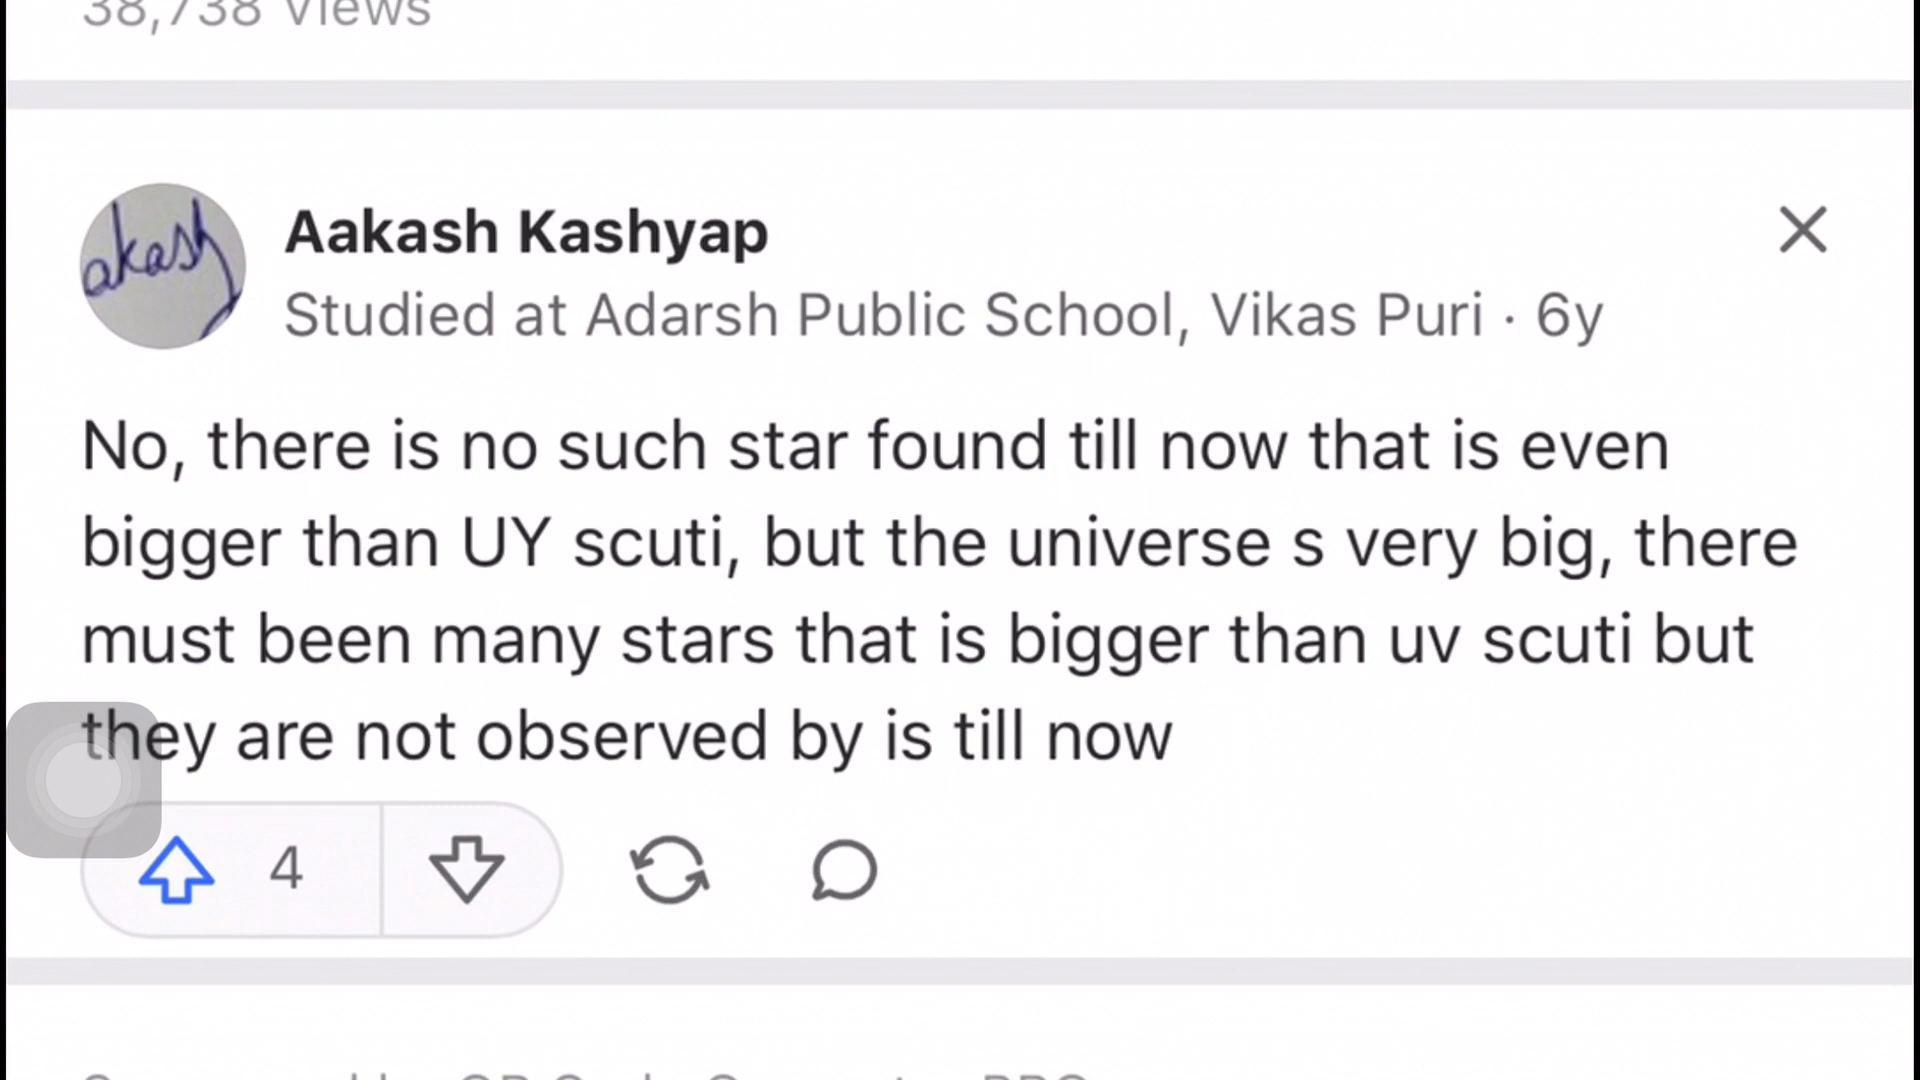 38,738 Views
akash
Aakash Kashyap
Studied at Adarsh Public School, Vikas Puri · 6y
No, there is no such star found till now that is even
bigger than UY scuti, but the universe s very big, there
must been many stars that is bigger than uv scuti but
they are not observed by is till now
4